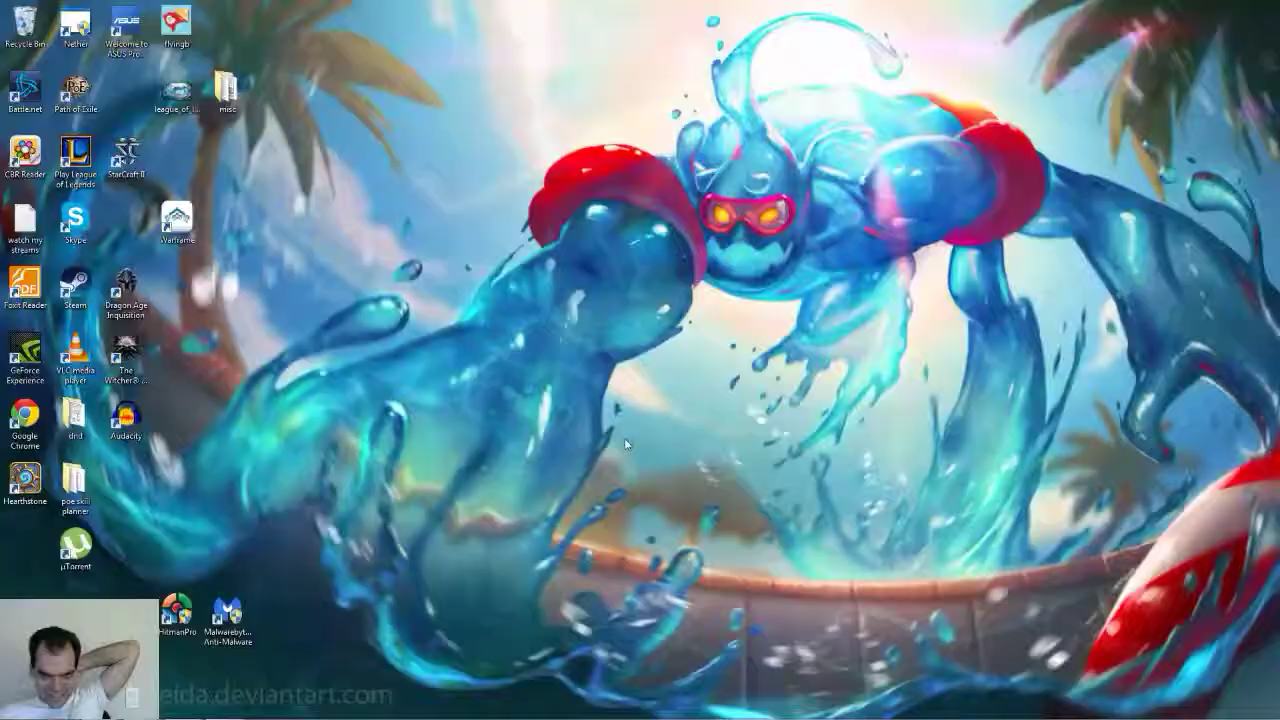 Recycle Bin
Nether
Welcome to
ASUS Pro...
flyingb
Battle.net
Path of Exile
league_of_l...
misc
CBR Reader
Play League
of Legends
StarCraft II
watch my
streams
Skype
Warframe
Foxit Reader
Steam
Dragon Age
Inquisition
GeForce
Experience
VLC media
player
The
Witcher® ...
Google
Chrome
dnd
Audacity
Hearthstone
poe skill
planner
µTorrent
HitmanPro
Malwarebyt...
Anti-Malware
eida.deviantart.com